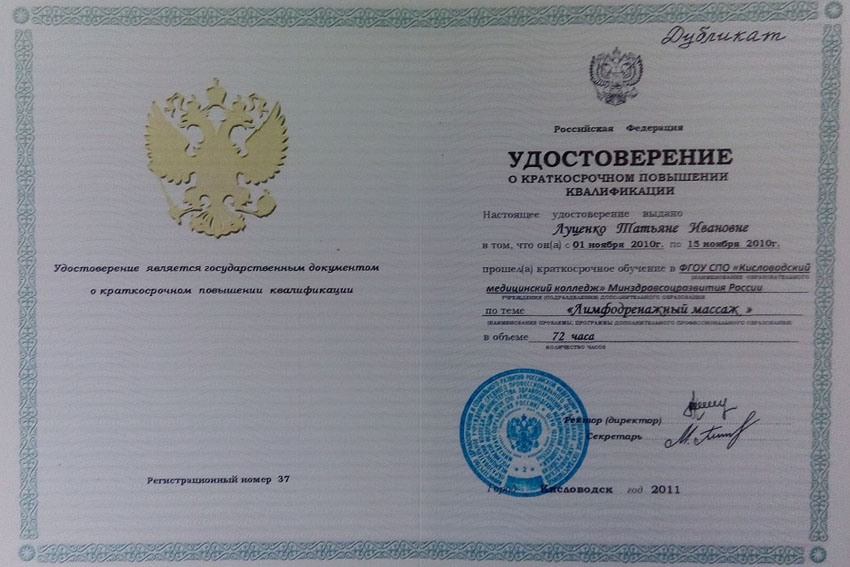 Удостоверение является государственным документом
о краткосрочном повышении квалификации
Регистрационный номер 37
Дубликат
Российская Федерация
УДОСТОВЕРЕНИЕ
О КРАТКОСРОЧНОМ ПОВЫШЕНИИ
КВАЛИФИКАЦИИ
Настоящее удостоверение выдано
Луценко Татьяне Ивановне
в том, что он(а) с 01 ноября 2010г. по 15 ноября 2010г.
прошел(а) краткосрочное обучение в ФГОУ СПО «Кисловодский
(НАИМЕНОВАНИЕ ОБРАЗОВАТЕЛЬНОГО
медицинский колледж» Минздравсоцразвития России
УЧРЕЖДЕНИЯ (ПОДРАЗДЕЛЕНИЯ) ДОПОЛНИТЕЛЬНОГО ОБРАЗОВАНИЯ
по теме «Лимфодренажный массаж »
(НАИМЕНОВАНИЕ ПРОБЛЕМЫ, ПРОГРАММЫ ДОПОЛНИТЕЛЬНОГО ПРОФЕССИОНАЛЬНОГО ОБРАЗОВАНИЯ)
в объеме 72 часа
КОЛИЧЕСТВО ЧАСОВ
Ректор (директор)
Секретарь
Город Кисловодск год 2011